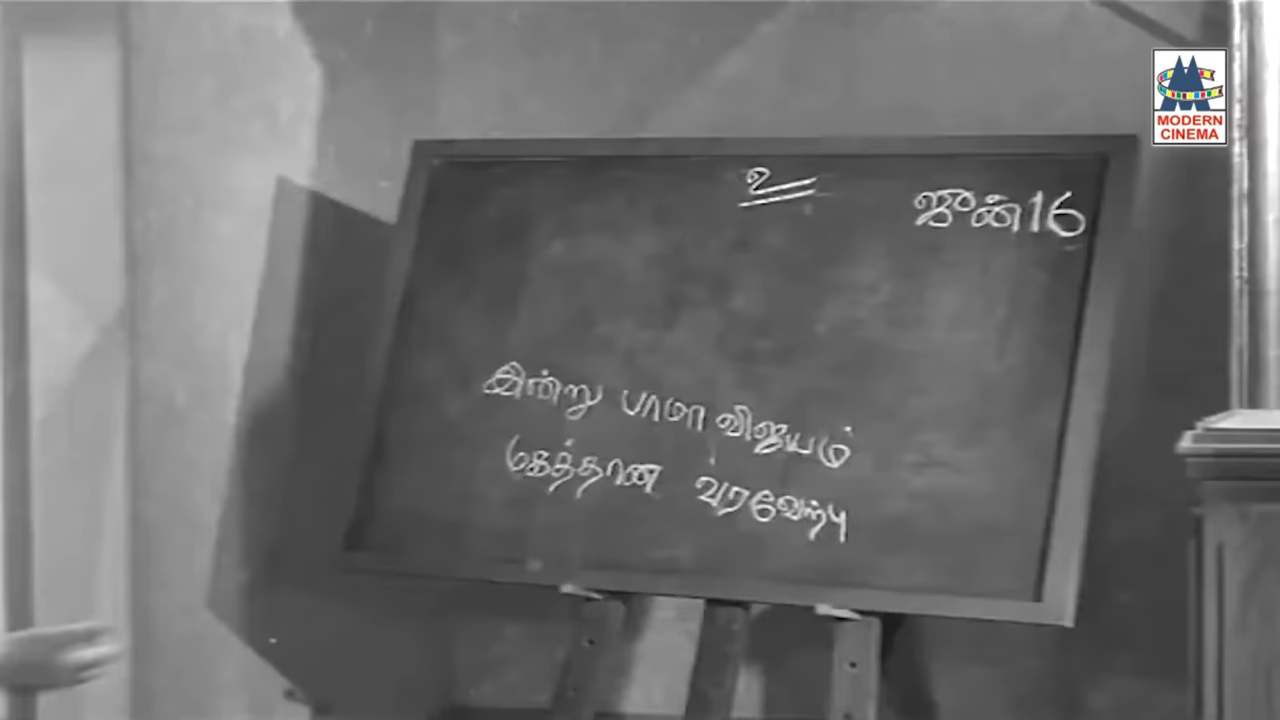 உ
ஜுன் 16
இன்று பாமா விஜயம்
மகத்தான வரவேற்பு
MODERN
CINEMA